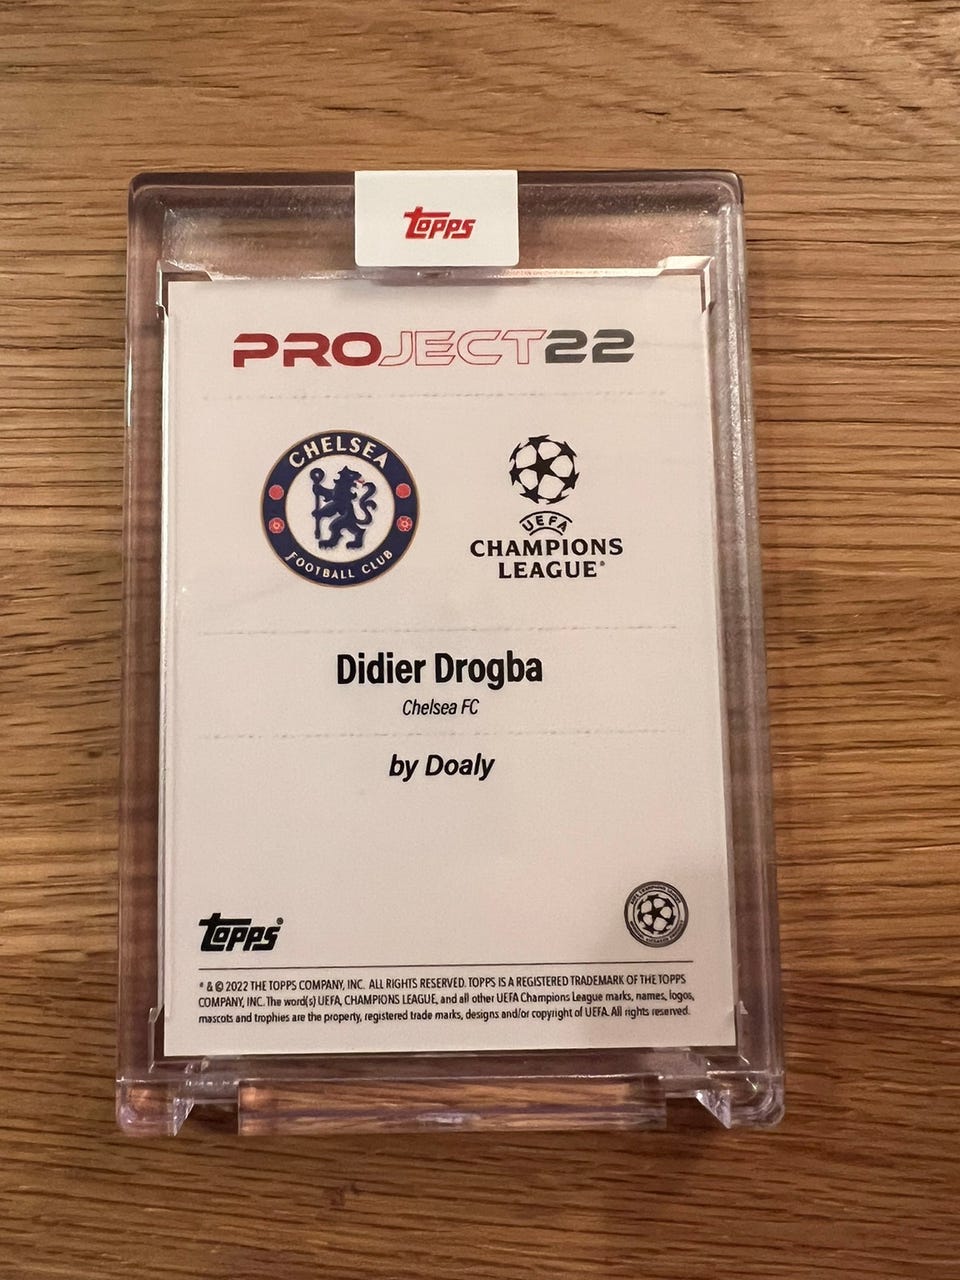 Topps
PROJECT22
CHELSEA
FOOTBALL CLUB
UEFA
CHAMPIONS
LEAGUE®
Didier Drogba
Chelsea FC
by Doaly
Topps®
® & © 2022 THE TOPPS COMPANY, INC. ALL RIGHTS RESERVED. TOPPS IS A REGISTERED TRADEMARK OF THE TOPPS
COMPANY, INC. The word(s) UEFA, CHAMPIONS LEAGUE, and all other UEFA Champions League marks, names, logos,
mascots and trophies are the property, registered trade marks, designs and/or copyright of UEFA. All rights reserved.